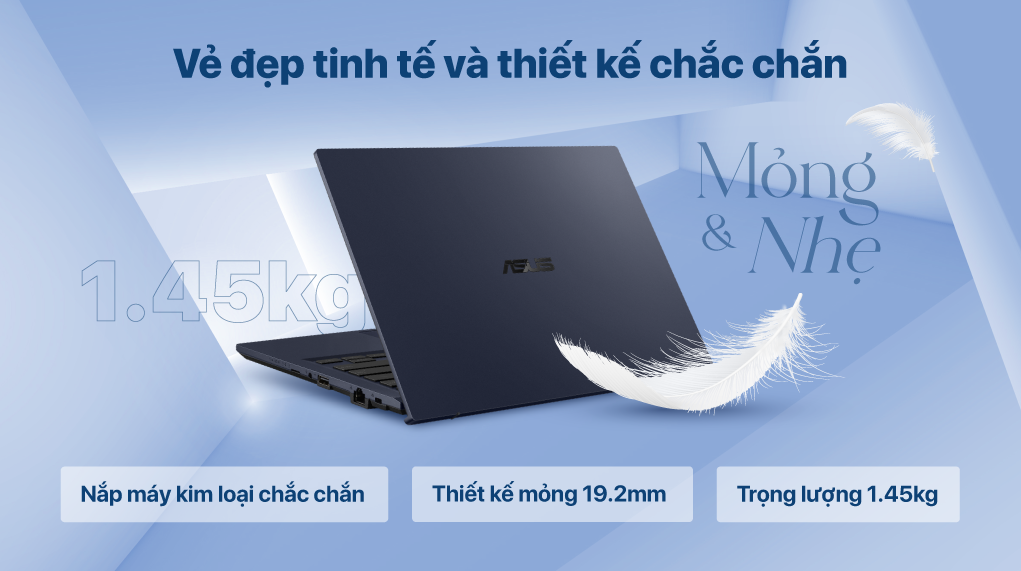 Vẻ đẹp tinh tế và thiết kế chắc chắn
Mỏng
& Nhẹ
1.45kg
ASUS
Nắp máy kim loại chắc chắn
Thiết kế mỏng 19.2mm
Trọng lượng 1.45kg